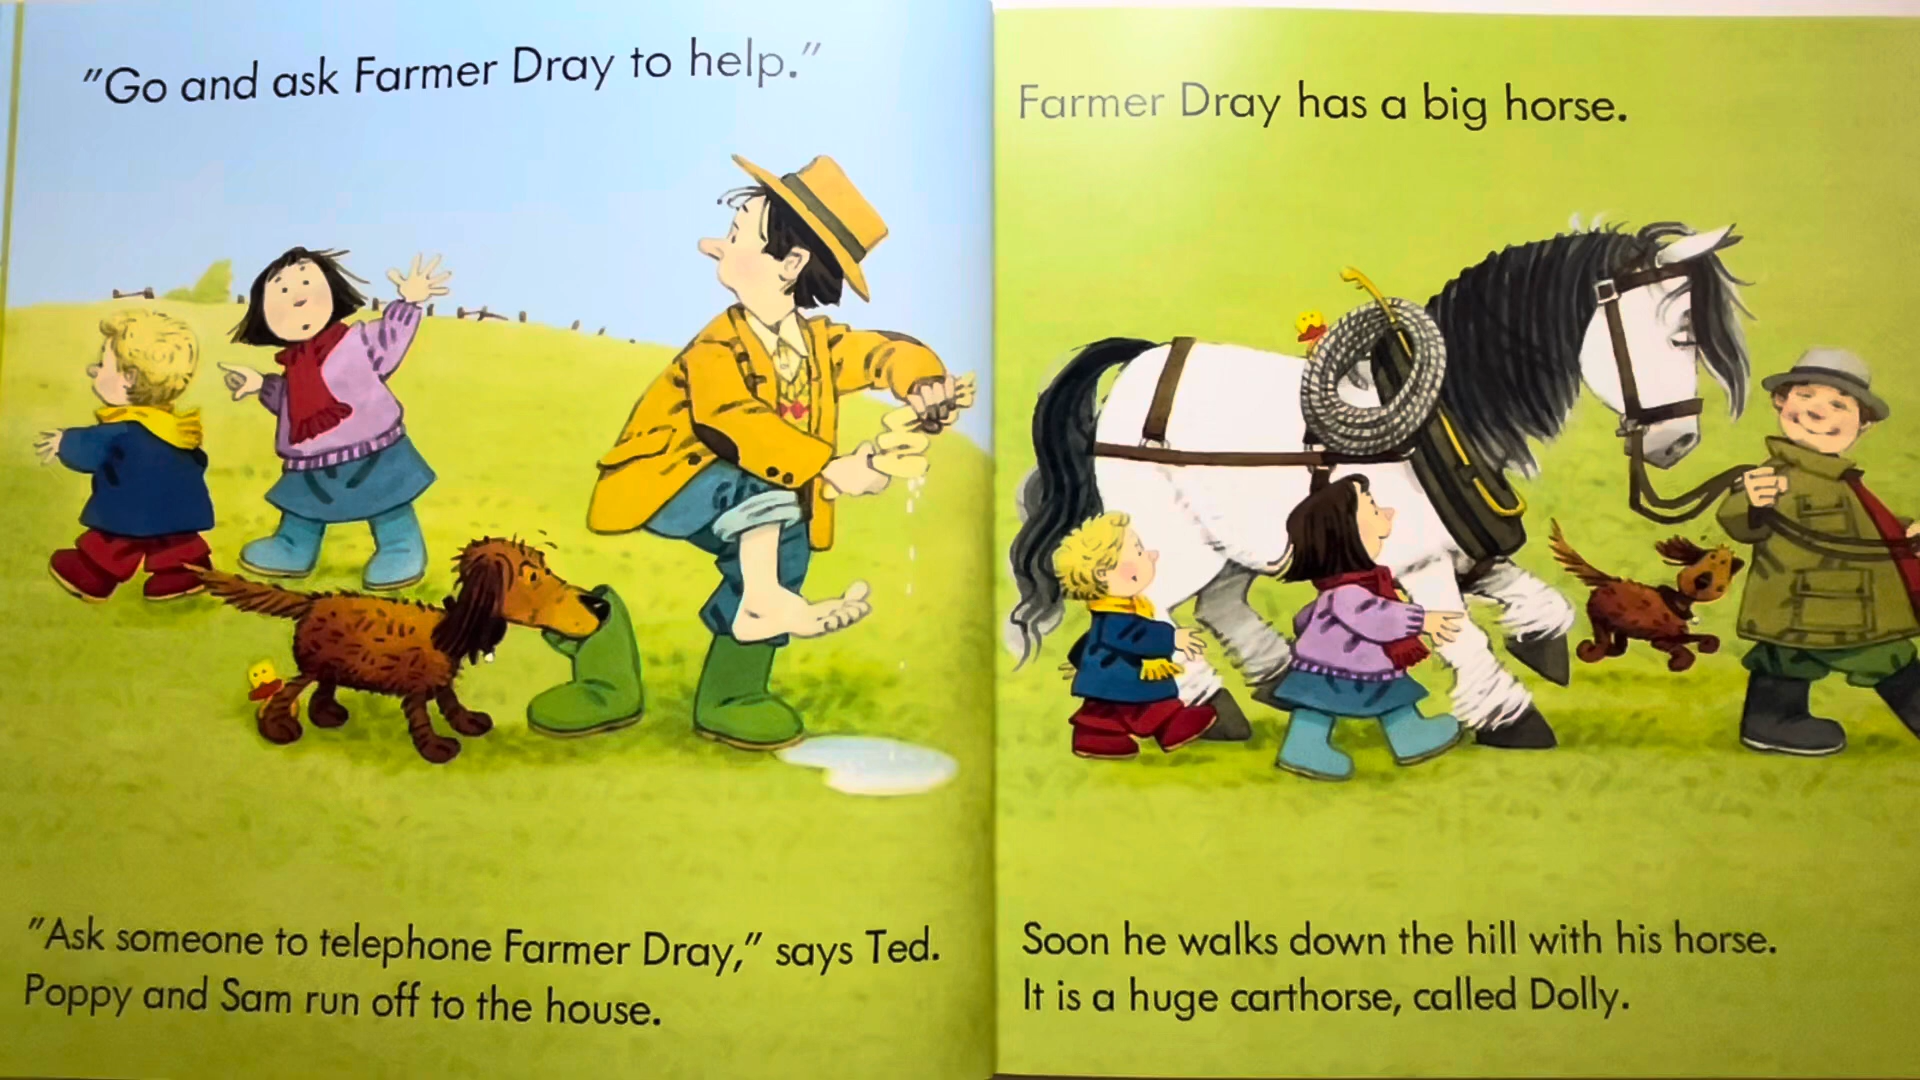 "Go and ask Farmer Dray to help."
"Ask someone to telephone Farmer Dray," says Ted.
Poppy and Sam run off to the house.
Farmer Dray has a big horse.
Soon he walks down the hill with his horse.
It is a huge carthorse, called Dolly.